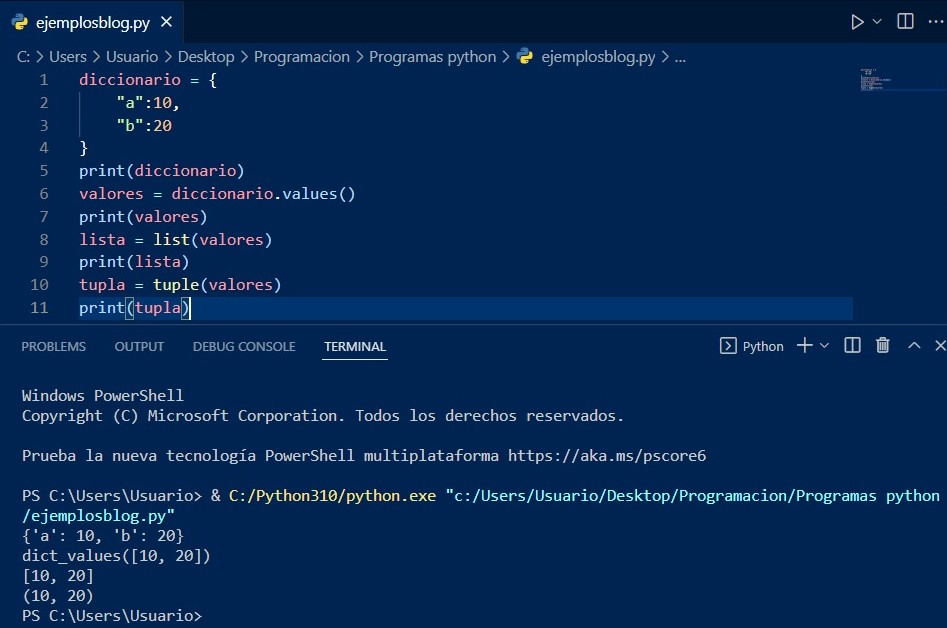 ejemplosblog.py
C: > Users > Usuario > Desktop > Programacion > Programas python > ejemplosblog.py > ...
1 diccionario = {
2     "a":10,
3     "b":20
4 }
5 print(diccionario)
6 valores = diccionario.values()
7 print(valores)
8 lista = list(valores)
9 print(lista)
10 tupla = tuple(valores)
11 print(tupla)
PROBLEMS OUTPUT DEBUG CONSOLE TERMINAL Python
Windows PowerShell
Copyright (C) Microsoft Corporation. Todos los derechos reservados.
Prueba la nueva tecnología PowerShell multiplataforma https://aka.ms/pscore6
PS C:\Users\Usuario> & C:/Python310/python.exe "c:/Users/Usuario/Desktop/Programacion/Programas python
/ejemplosblog.py"
{'a': 10, 'b': 20}
dict_values([10, 20])
[10, 20]
(10, 20)
PS C:\Users\Usuario>